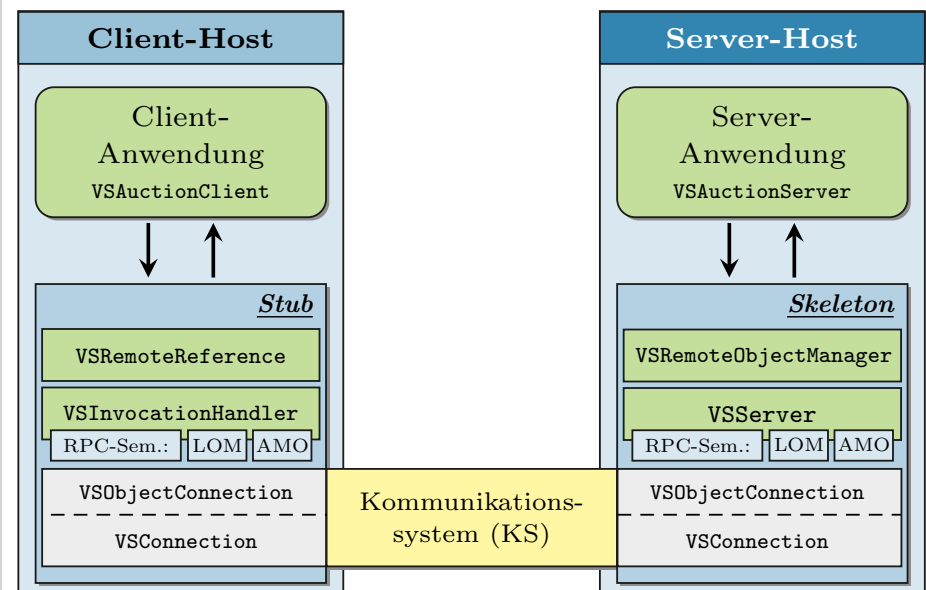 Client-Host
Client-
Anwendung
VSAuctionClient
Stub
VSRemoteReference
VSInvocationHandler
RPC-Sem.: LOM AMO
VSObjectConnection
VSConnection
Kommunikations-
system (KS)
Server-Host
Server-
Anwendung
VSAuctionServer
Skeleton
VSRemoteObjectManager
VSServer
RPC-Sem.: LOM AMO
VSObjectConnection
VSConnection